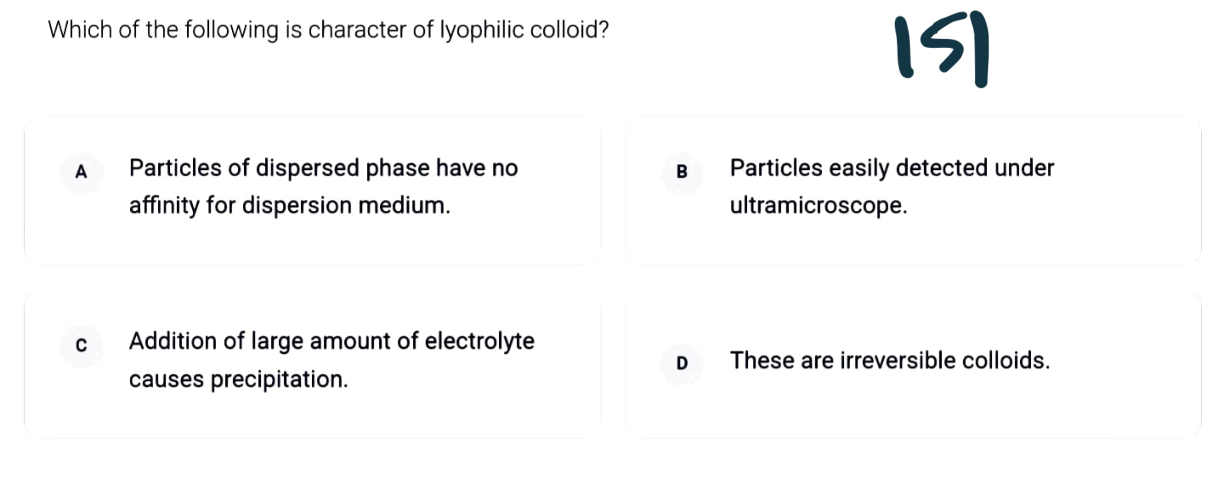 Which of the following is character of lyophilic colloid?
151
A
Particles of dispersed phase have no
affinity for dispersion medium.
B
Particles easily detected under
ultramicroscope.
C
Addition of large amount of electrolyte
causes precipitation.
D
These are irreversible colloids.